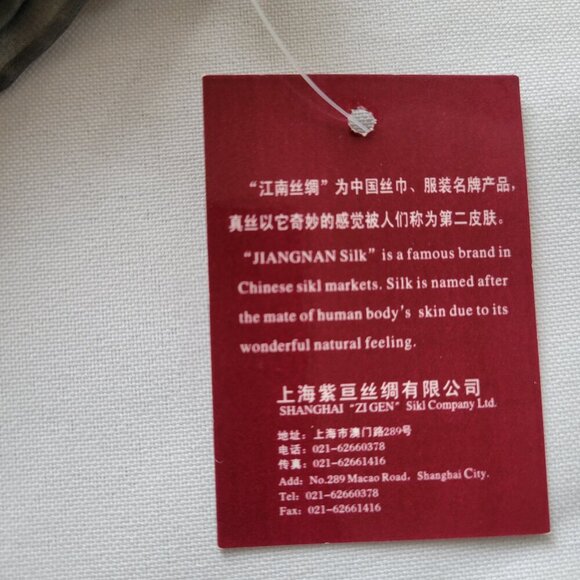 “江南丝绸”为中国丝巾、服装名牌产品,
真丝以它奇妙的感觉被人们称为第二皮肤。
“JIANGNAN Silk” is a famous brand in
Chinese sikl markets. Silk is named after
the mate of human body's skin due to its
wonderful natural feeling.
上海紫亘丝绸有限公司
SHANGHAI "ZI GEN" Sikl Company Ltd.
地址：上海市澳门路289号
电话：021-62660378
传真：021-62661416
Add: No.289 Macao Road, Shanghai City.
Tel: 021-62660378
Fax: 021-62661416